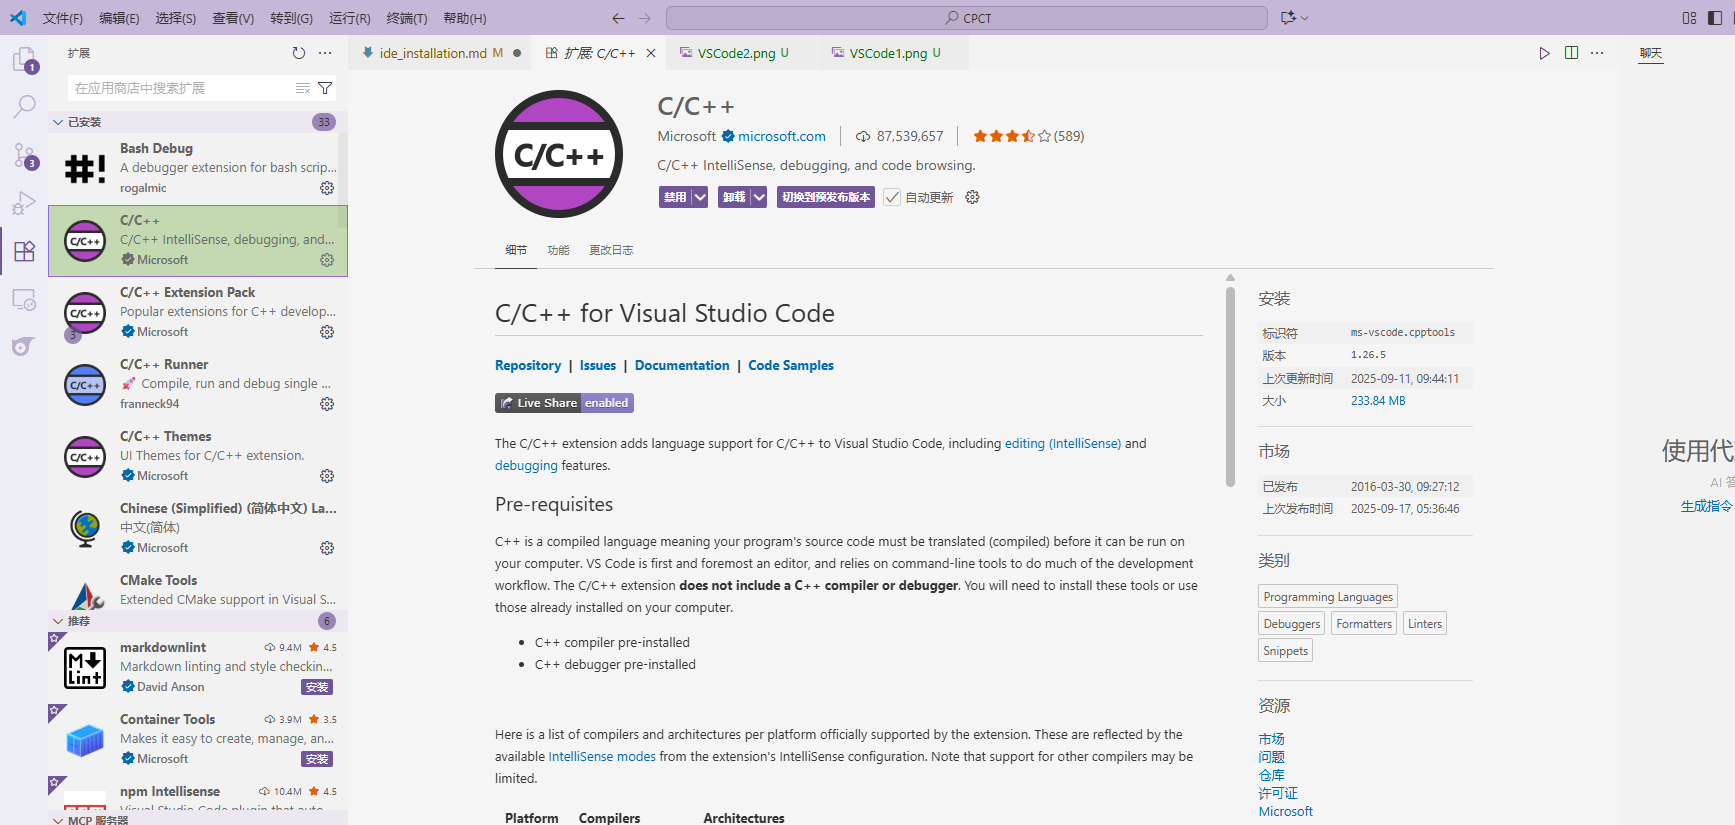 文件(F) 编辑(E) 选择(S) 查看(V) 转到(G) 运行(R) 终端(T) 帮助(H)
CPCT
扩展
在应用商店中搜索扩展
已安装 33
Bash Debug
A debugger extension for bash scrip...
rogalmic
C/C++
C/C++ IntelliSense, debugging, and...
Microsoft
C/C++ Extension Pack
Popular extensions for C++ develop...
Microsoft
3
C/C++ Runner
🚀 Compile, run and debug single ...
franneck94
C/C++ Themes
UI Themes for C/C++ extension.
Microsoft
Chinese (Simplified) (简体中文) La...
中文(简体)
Microsoft
CMake Tools
Extended CMake support in Visual S...
推荐 6
markdownlint 9.4M 4.5
Markdown linting and style checkin...
David Anson 安装
Container Tools 3.9M 3.5
Makes it easy to create, manage, an...
Microsoft 安装
npm Intellisense 10.4M 4.5
Visual Studio Code plugin that auto...
MCP 服务器
1
3
ide_installation.md M
扩展: C/C++
VSCode2.png U
VSCode1.png U
C/C++
C/C++
Microsoft microsoft.com 87,539,657 (589)
C/C++ IntelliSense, debugging, and code browsing.
禁用 卸载 切换到预发布版本 自动更新
细节 功能 更改日志
C/C++ for Visual Studio Code
Repository | Issues | Documentation | Code Samples
Live Share enabled
The C/C++ extension adds language support for C/C++ to Visual Studio Code, including editing (IntelliSense) and
debugging features.
Pre-requisites
C++ is a compiled language meaning your program's source code must be translated (compiled) before it can be run on
your computer. VS Code is first and foremost an editor, and relies on command-line tools to do much of the development
workflow. The C/C++ extension does not include a C++ compiler or debugger. You will need to install these tools or use
those already installed on your computer.
• C++ compiler pre-installed
• C++ debugger pre-installed
Here is a list of compilers and architectures per platform officially supported by the extension. These are reflected by the
available IntelliSense modes from the extension's IntelliSense configuration. Note that support for other compilers may be
limited.
Platform Compilers Architectures
安装
标识符 ms-vscode.cpptools
版本 1.26.5
上次更新时间 2025-09-11, 09:44:11
大小 233.84 MB
市场
已发布 2016-03-30, 09:27:12
上次发布时间 2025-09-17, 05:36:46
类别
Programming Languages
Debuggers Formatters Linters
Snippets
资源
市场
问题
仓库
许可证
Microsoft
聊天
使用代
AI 答
生成指令